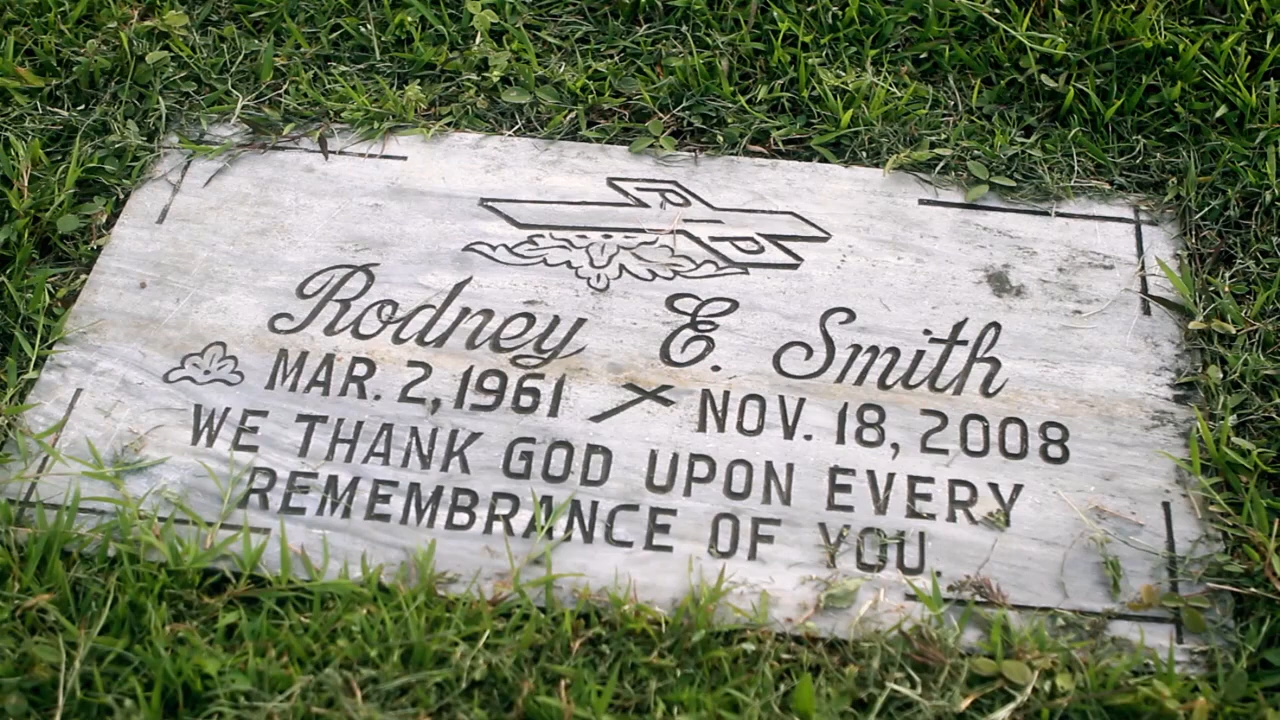 Rodney E. Smith
MAR. 2, 1961 NOV. 18, 2008
WE THANK GOD UPON EVERY
REMEMBRANCE OF YOU.